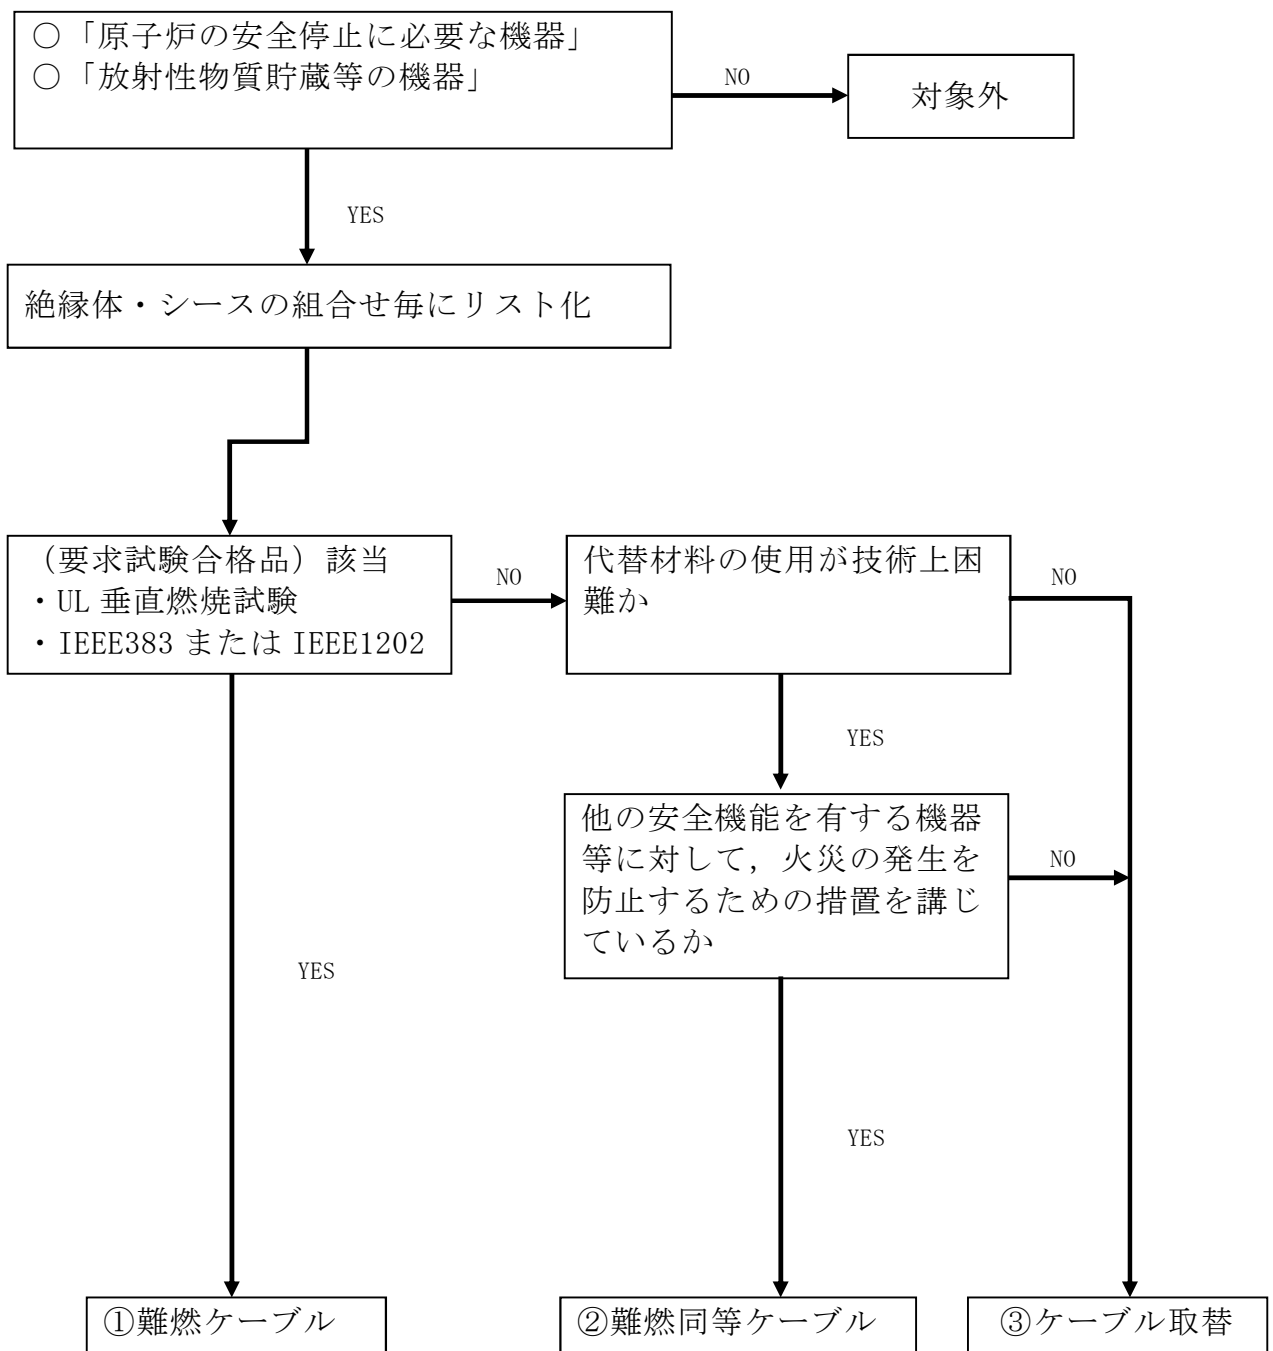 ○「原子炉の安全停止に必要な機器」
○「放射性物質貯蔵等の機器」
NO
対象外
YES
絶縁体・シースの組合せ毎にリスト化
（要求試験合格品）該当
・UL 垂直燃焼試験
・IEEE383 または IEEE1202
NO
代替材料の使用が技術上困
難か
NO
YES
他の安全機能を有する機器
等に対して，火災の発生を
防止するための措置を講じ
ているか
NO
YES
YES
①難燃ケーブル
②難燃同等ケーブル
③ケーブル取替